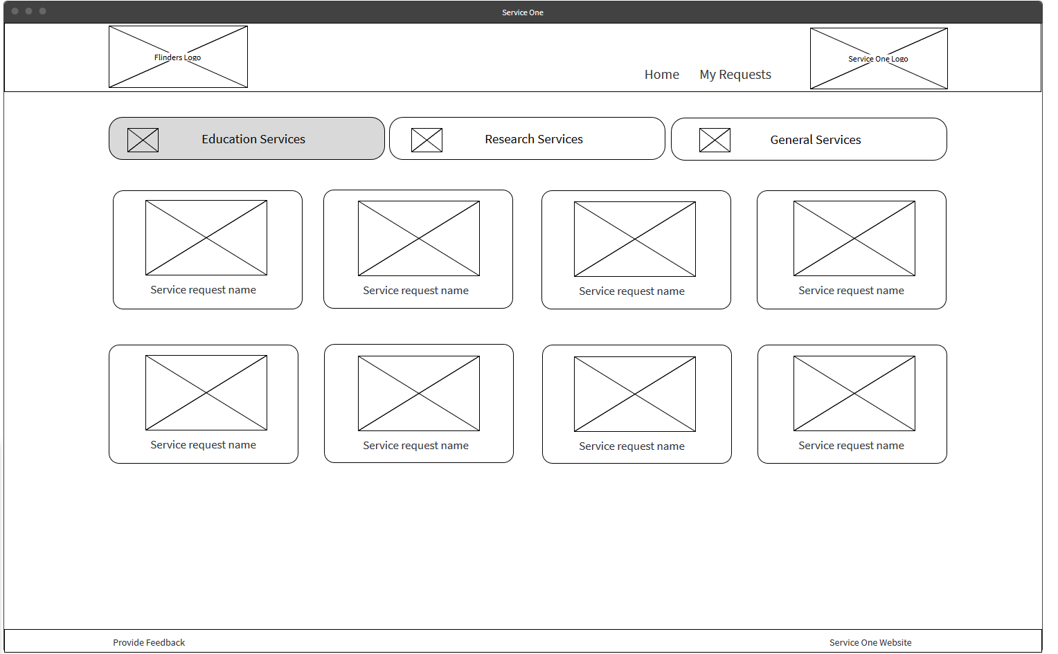 Service One
Flinders Logo
Service One Logo
Home
My Requests
Education Services
Research Services
General Services
Service request name
Service request name
Service request name
Service request name
Service request name
Service request name
Service request name
Service request name
Provide Feedback
Service One Website